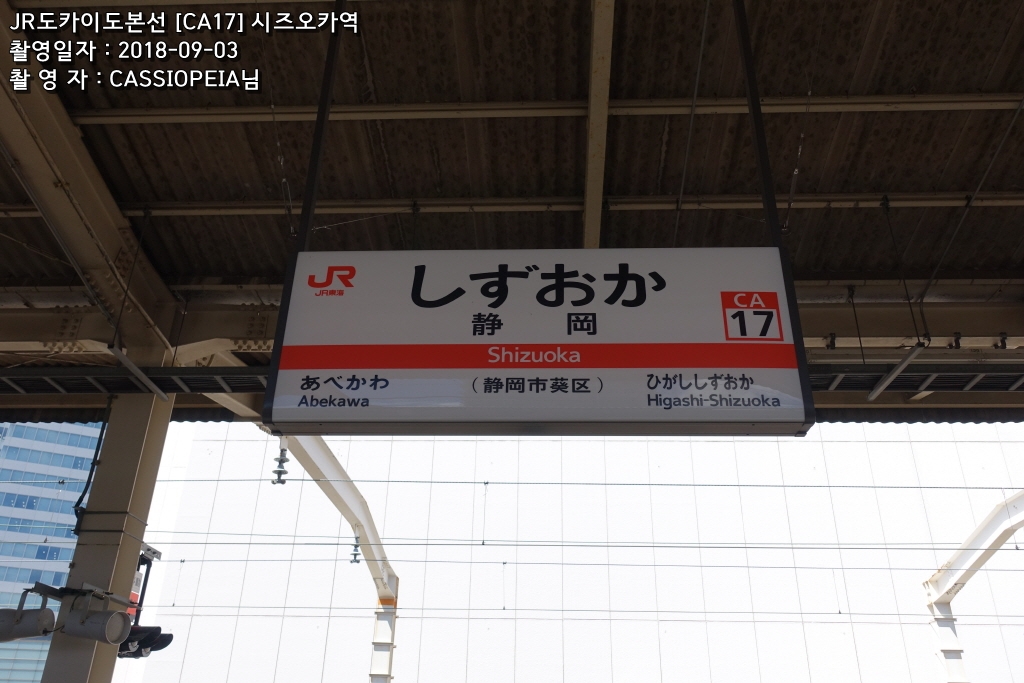 JR도카이도본선 [CA17] 시즈오카역
촬영일자 : 2018-09-03
촬 영 자 : CASSIOPEIA님
JR
JR東海
しずおか
静岡
CA
17
Shizuoka
あべかわ
Abekawa
(静岡市葵区)
ひがししずおか
Higashi-Shizuoka